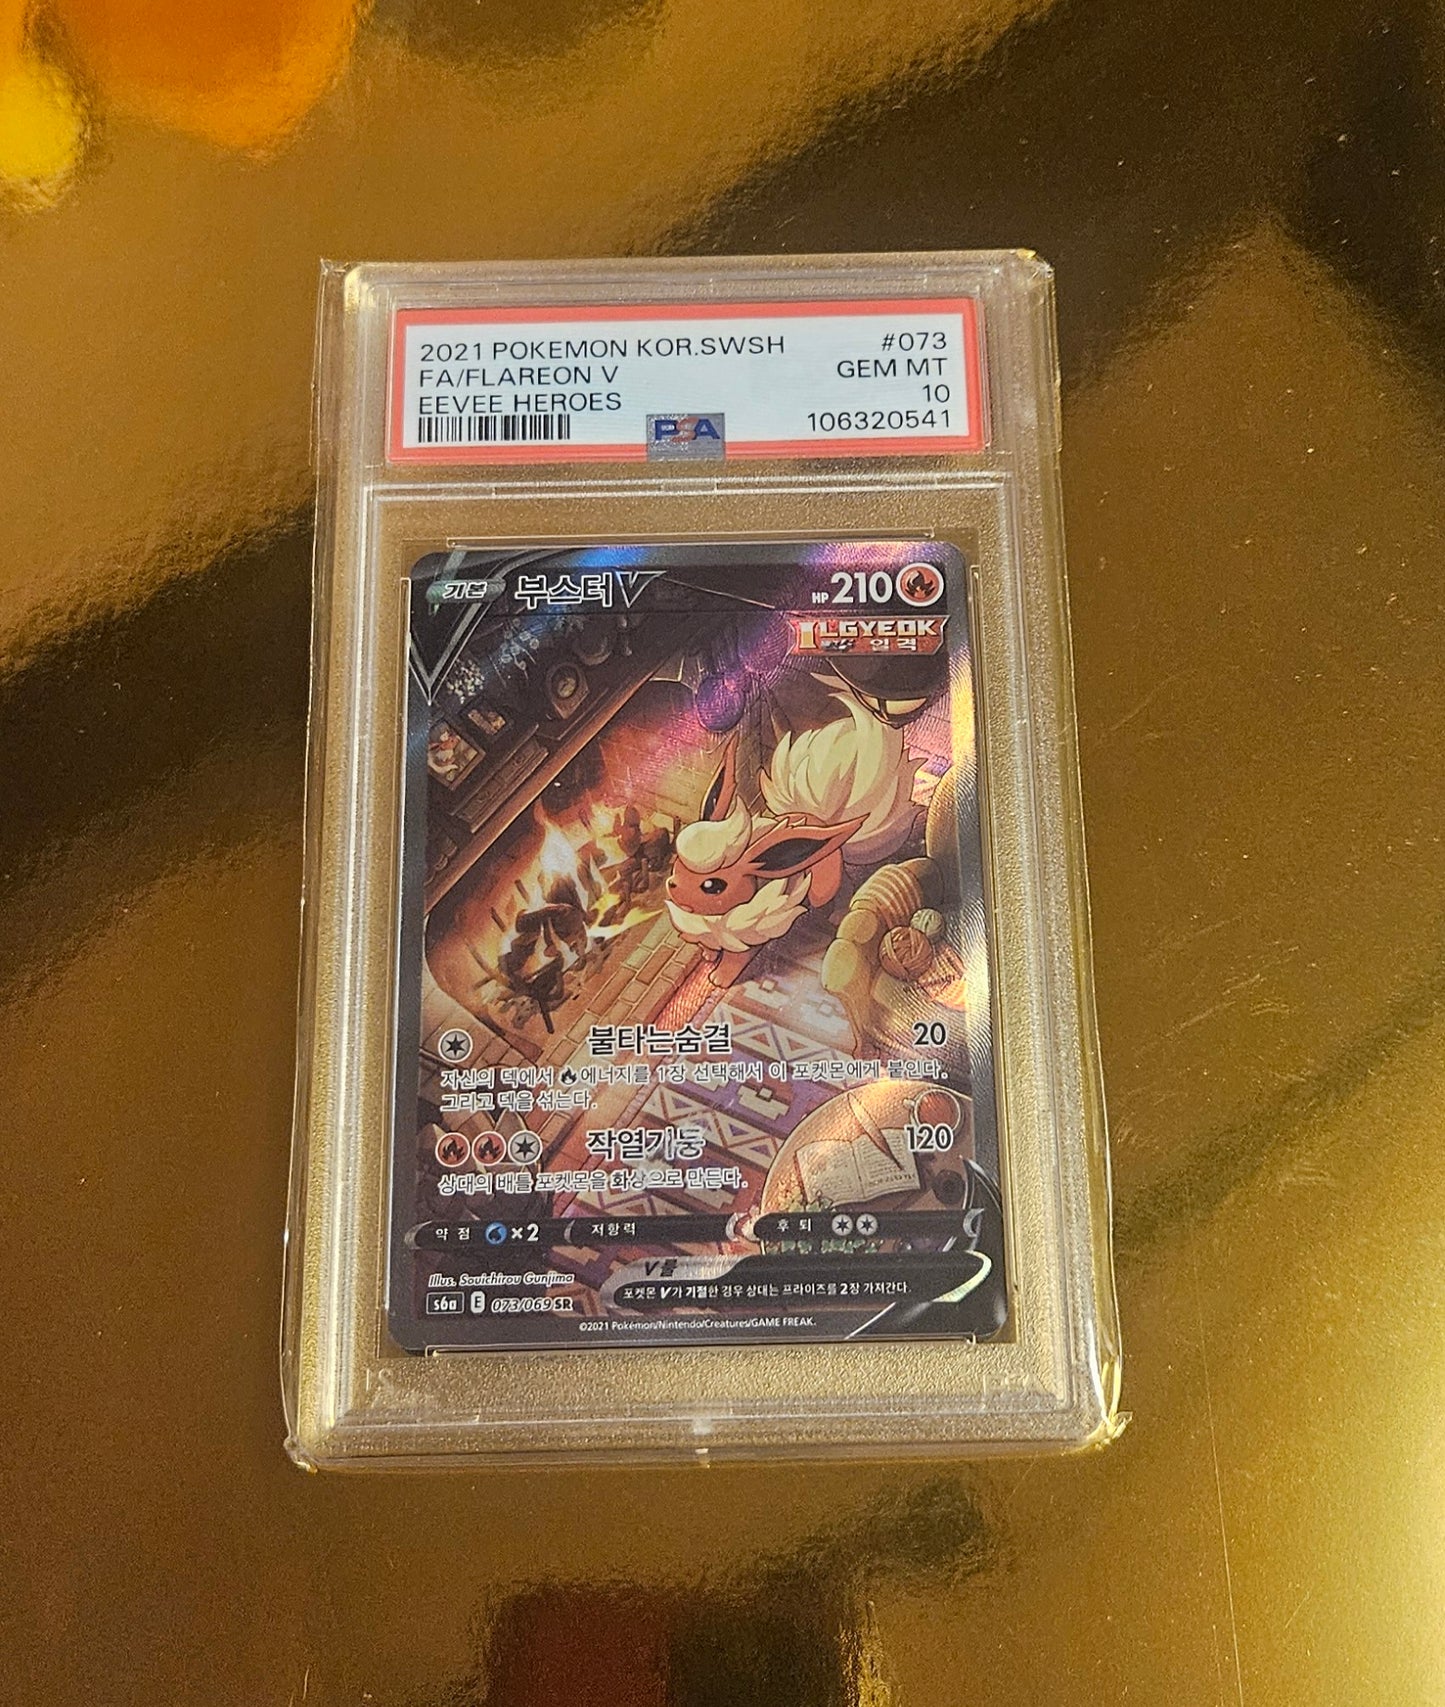 2021 POKEMON KOR.SWSH #073
FA/FLAREON V GEM MT
EEVEE HEROES 10
PSA 106320541
기본 부스터V HP 210
ILGYEOK
일격
불타는숨결 20
자신의 덱에서 에너지를 1장 선택해서 이 포켓몬에게 붙인다.
그리고 덱을 섞는다.
작열기둥 120
상대의 배틀 포켓몬을 화상으로 만든다.
약점 ×2 저항력 후퇴
V룰
Illus. Souichirou Gunjima
포켓몬 V가 기절한 경우 상대는 프라이즈를 2장 가져간다.
s6a E 073/069 SR
©2021 Pokémon/Nintendo/Creatures/GAME FREAK.